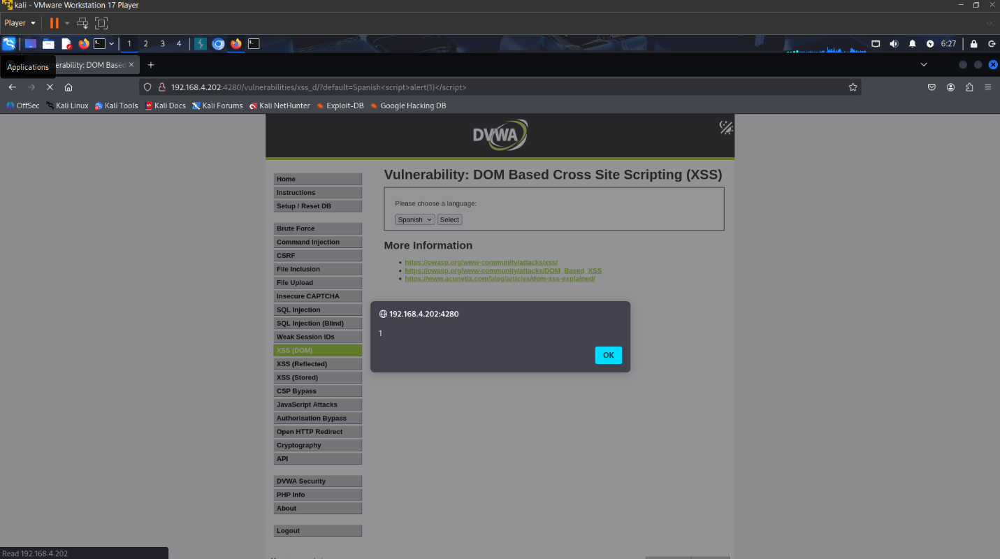 kali - VMware Workstation 17 Player
Player
1 2 3 4
6:27
Applications
nerability: DOM Based
192.168.4.202:4280/vulnerabilities/xss_d/?default=Spanish<script>alert(1)</script>
OffSec Kali Linux Kali Tools Kali Docs Kali Forums Kali NetHunter Exploit-DB Google Hacking DB
DVWA
Home
Instructions
Setup / Reset DB
Brute Force
Command Injection
CSRF
File Inclusion
File Upload
Insecure CAPTCHA
SQL Injection
SQL Injection (Blind)
Weak Session IDs
XSS (DOM)
XSS (Reflected)
XSS (Stored)
CSP Bypass
JavaScript Attacks
Authorisation Bypass
Open HTTP Redirect
Cryptography
API
DVWA Security
PHP Info
About
Logout
Vulnerability: DOM Based Cross Site Scripting (XSS)
Please choose a language:
Spanish Select
More Information
https://owasp.org/www-community/attacks/xss/
https://owasp.org/www-community/attacks/DOM_Based_XSS
https://www.acunetix.com/blog/articles/dom-xss-explained/
192.168.4.202:4280
1
OK
Read 192.168.4.202